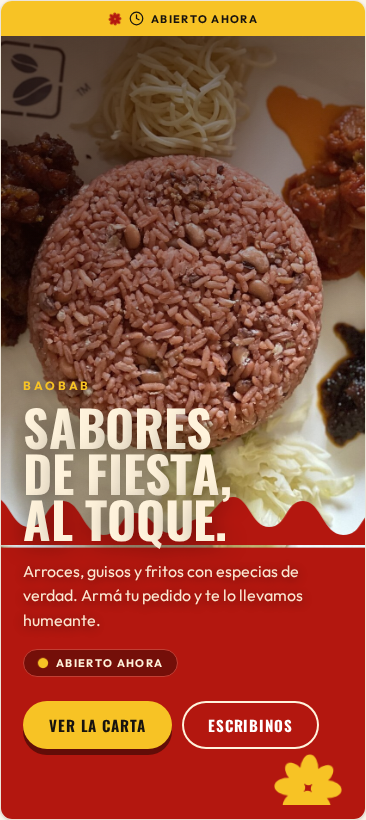 ABIERTO AHORA
TM
BAOBAB
SABORES
DE FIESTA,
AL TOQUE.
Arroces, guisos y fritos con especias de
verdad. Armá tu pedido y te lo llevamos
humeante.
ABIERTO AHORA
VER LA CARTA
ESCRIBINOS